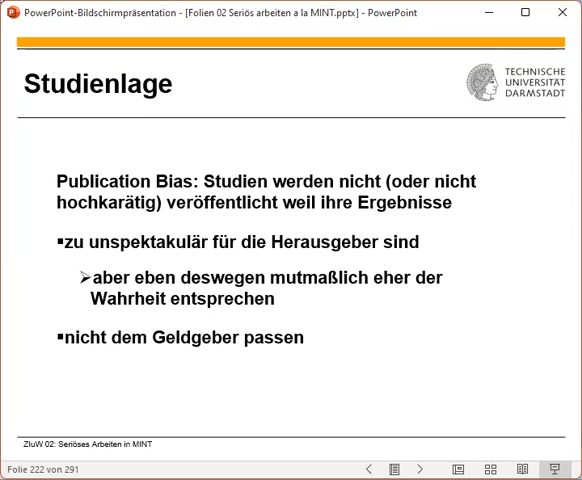 PowerPoint-Bildschirmpräsentation - [Folien 02 Seriös arbeiten a la MINT.pptx] - PowerPoint
Studienlage
TECHNISCHE
UNIVERSITÄT
DARMSTADT
Publication Bias: Studien werden nicht (oder nicht
hochkarätig) veröffentlicht weil ihre Ergebnisse
▪zu unspektakulär für die Herausgeber sind
➢aber eben deswegen mutmaßlich eher der
Wahrheit entsprechen
▪nicht dem Geldgeber passen
ZIuW 02: Seriöses Arbeiten in MINT
Folie 222 von 291